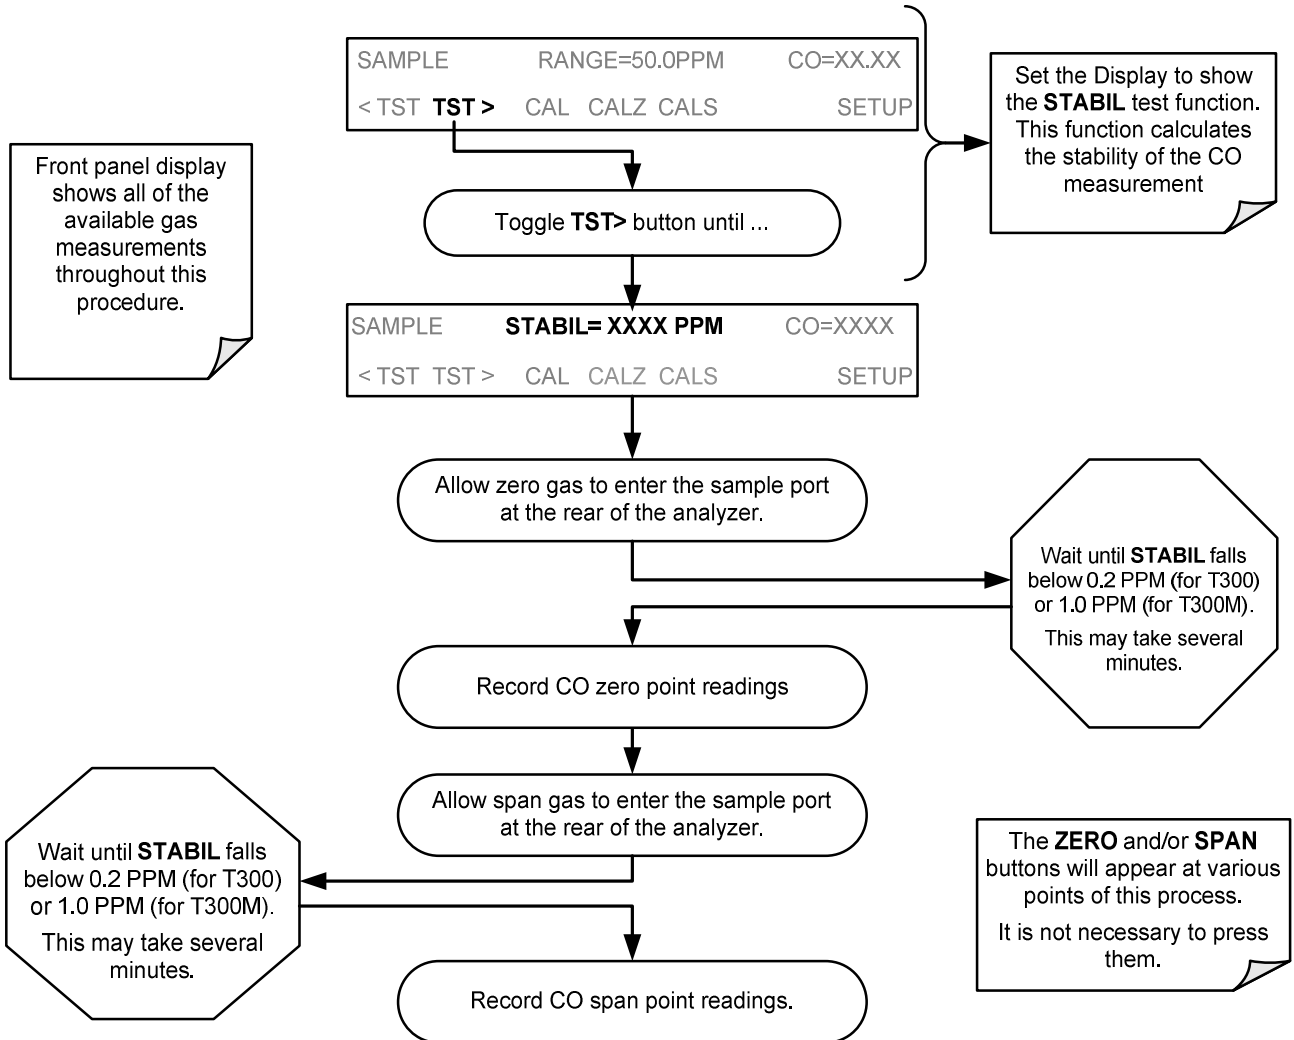 SAMPLE RANGE=50.0PPM CO=XX.XX
< TST TST > CAL CALZ CALS SETUP
Set the Display to show
the STABIL test function.
This function calculates
the stability of the CO
measurement
Front panel display
shows all of the
available gas
measurements
throughout this
procedure.
Toggle TST> button until ...
SAMPLE STABIL= XXXX PPM CO=XXXX
< TST TST > CAL CALZ CALS SETUP
Allow zero gas to enter the sample port
at the rear of the analyzer.
Wait until STABIL falls
below 0.2 PPM (for T300)
or 1.0 PPM (for T300M).
This may take several
minutes.
Record CO zero point readings
Allow span gas to enter the sample port
at the rear of the analyzer.
Wait until STABIL falls
below 0.2 PPM (for T300)
or 1.0 PPM (for T300M).
This may take several
minutes.
The ZERO and/or SPAN
buttons will appear at various
points of this process.
It is not necessary to press
them.
Record CO span point readings.